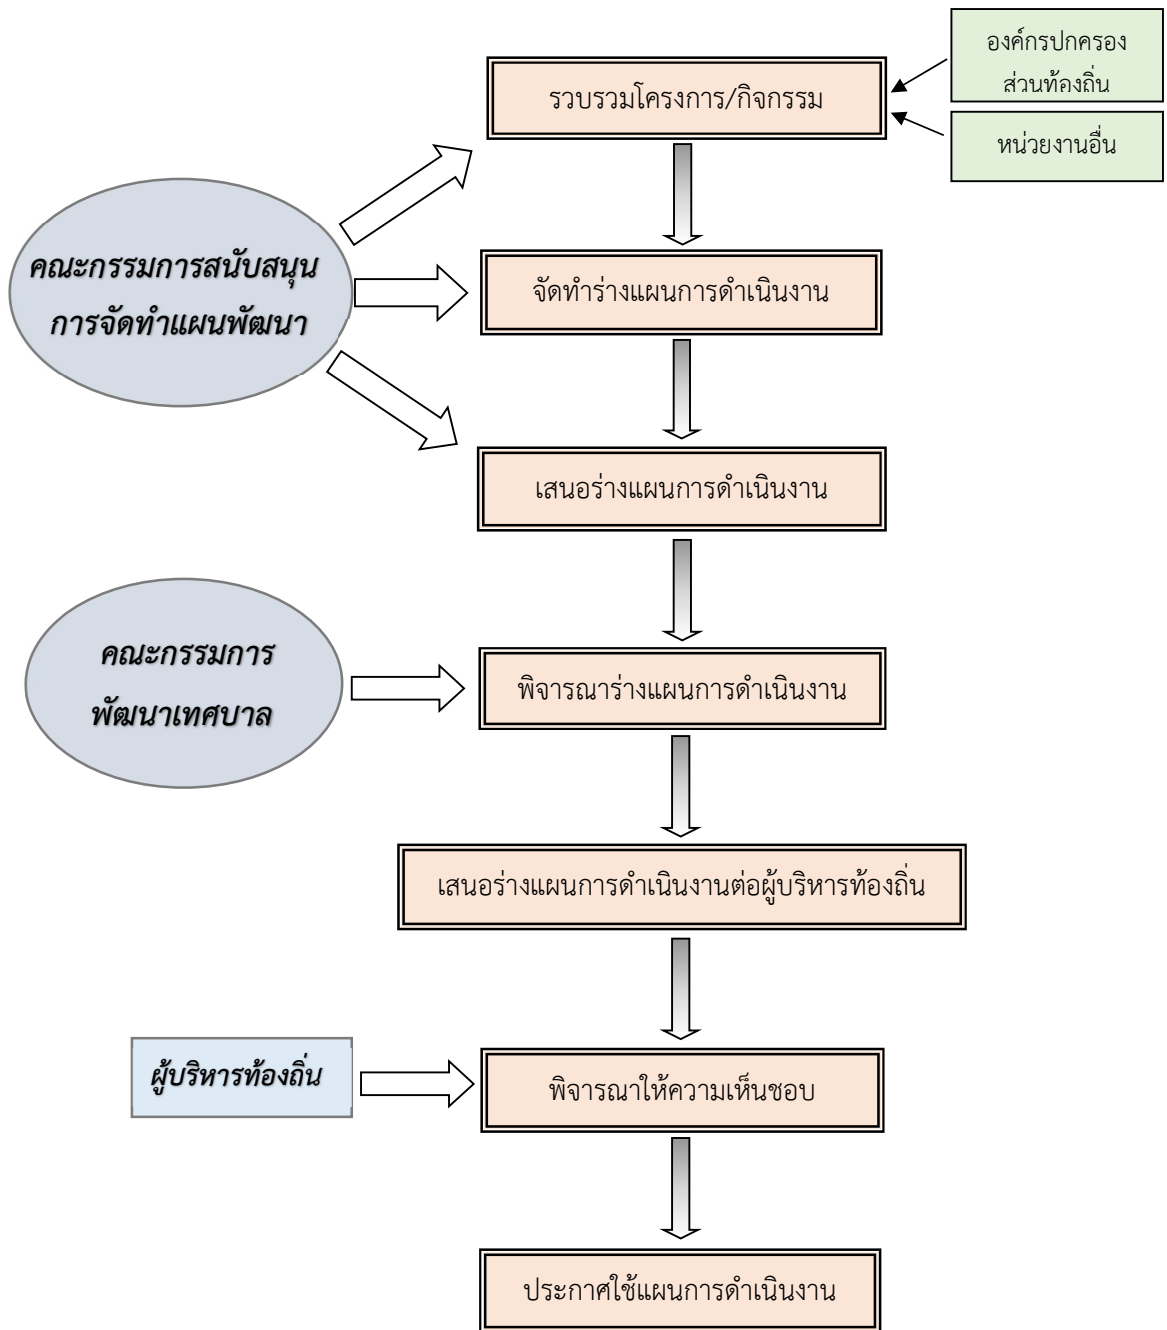 องค์กรปกครอง
ส่วนท้องถิ่น
รวบรวมโครงการ/กิจกรรม
หน่วยงานอื่น
คณะกรรมการสนับสนุน
การจัดทำแผนพัฒนา
จัดทำร่างแผนการดำเนินงาน
เสนอร่างแผนการดำเนินงาน
คณะกรรมการ
พัฒนาเทศบาล
พิจารณาร่างแผนการดำเนินงาน
เสนอร่างแผนการดำเนินงานต่อผู้บริหารท้องถิ่น
ผู้บริหารท้องถิ่น
พิจารณาให้ความเห็นชอบ
ประกาศใช้แผนการดำเนินงาน